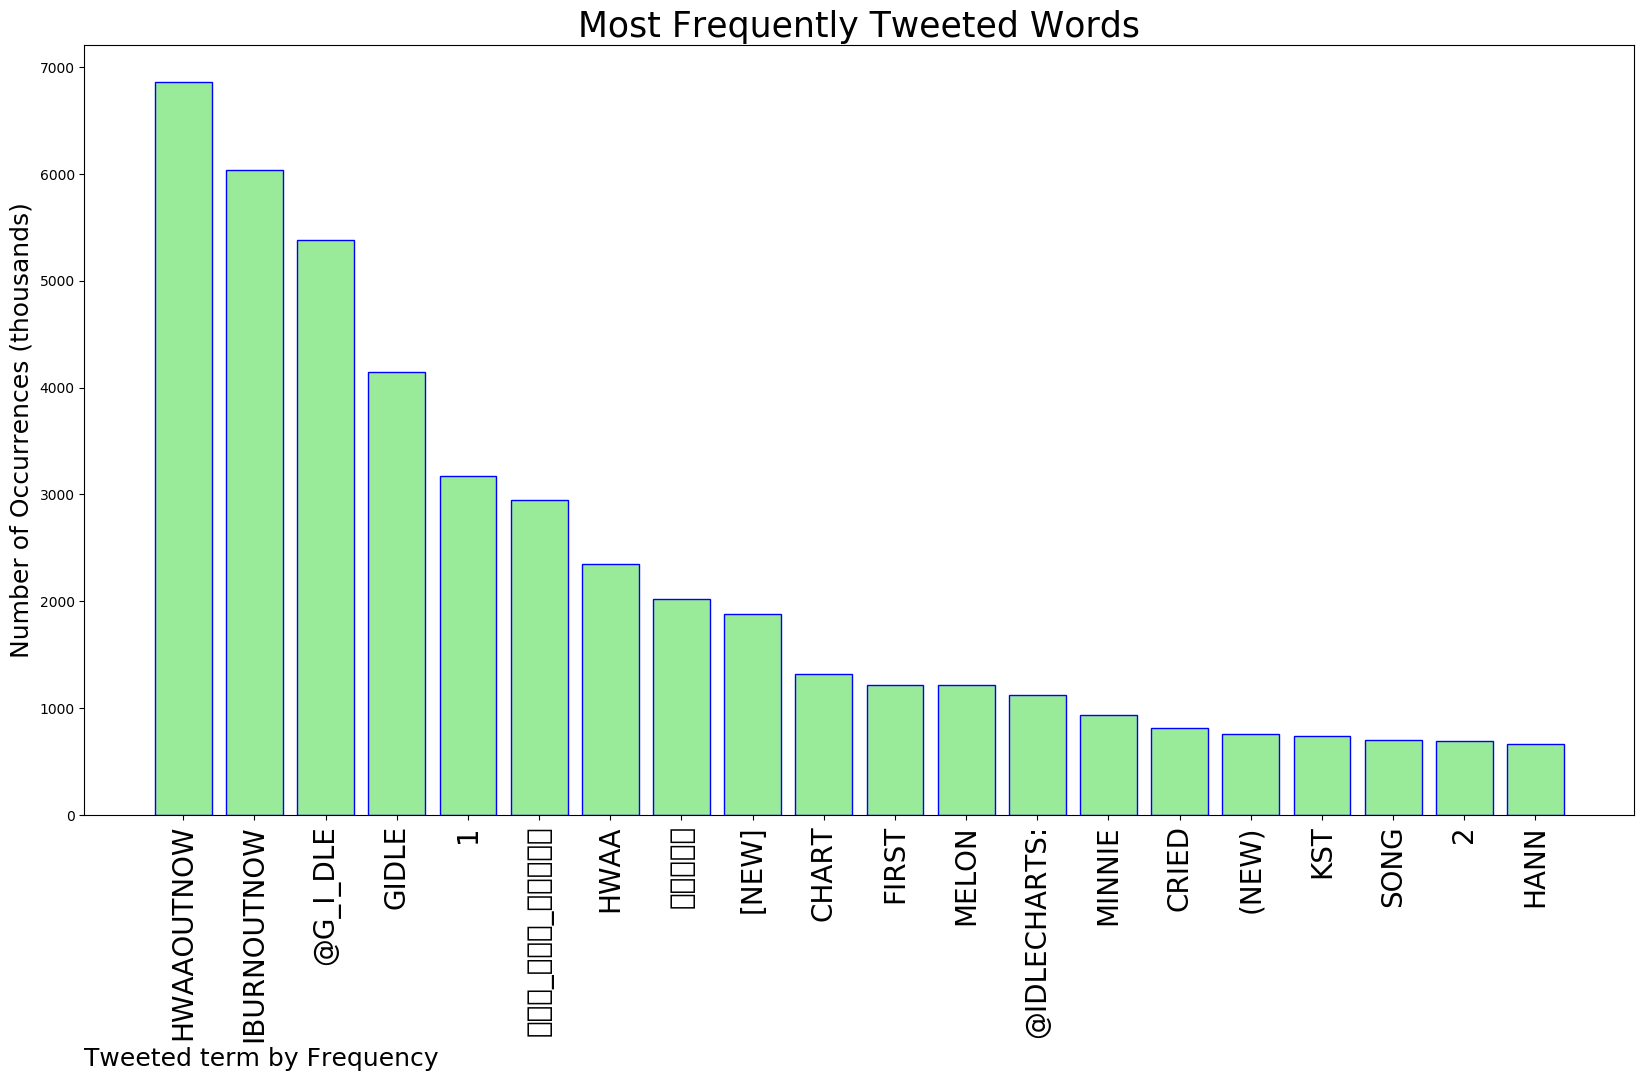 Most Frequently Tweeted Words
Number of Occurrences (thousands)
7000
6000
5000
4000
3000
2000
1000
0
HWAAOUTNOW
IBURNOUTNOW
@G_I_DLE
GIDLE
1
HWAA
[NEW]
CHART
FIRST
MELON
@IDLECHARTS:
MINNIE
CRIED
(NEW)
KST
SONG
2
HANN
Tweeted term by Frequency